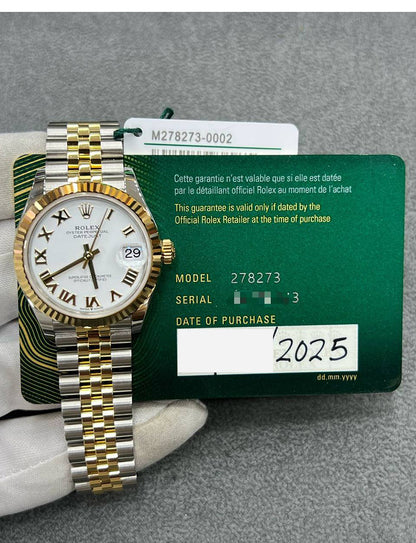 M278273-0002
Cette garantie n'est valable que si elle est datée
par le détaillant officiel Rolex au moment de l'achat
This guarantee is valid only if dated by the
Official Rolex Retailer at the time of purchase
ROLEX
OYSTER PERPETUAL
DATEJUST
29
SUPERLATIVE CHRONOMETER
OFFICIALLY CERTIFIED
MODEL 278273
SERIAL 3
DATE OF PURCHASE
/2025
dd.mm.yyyy